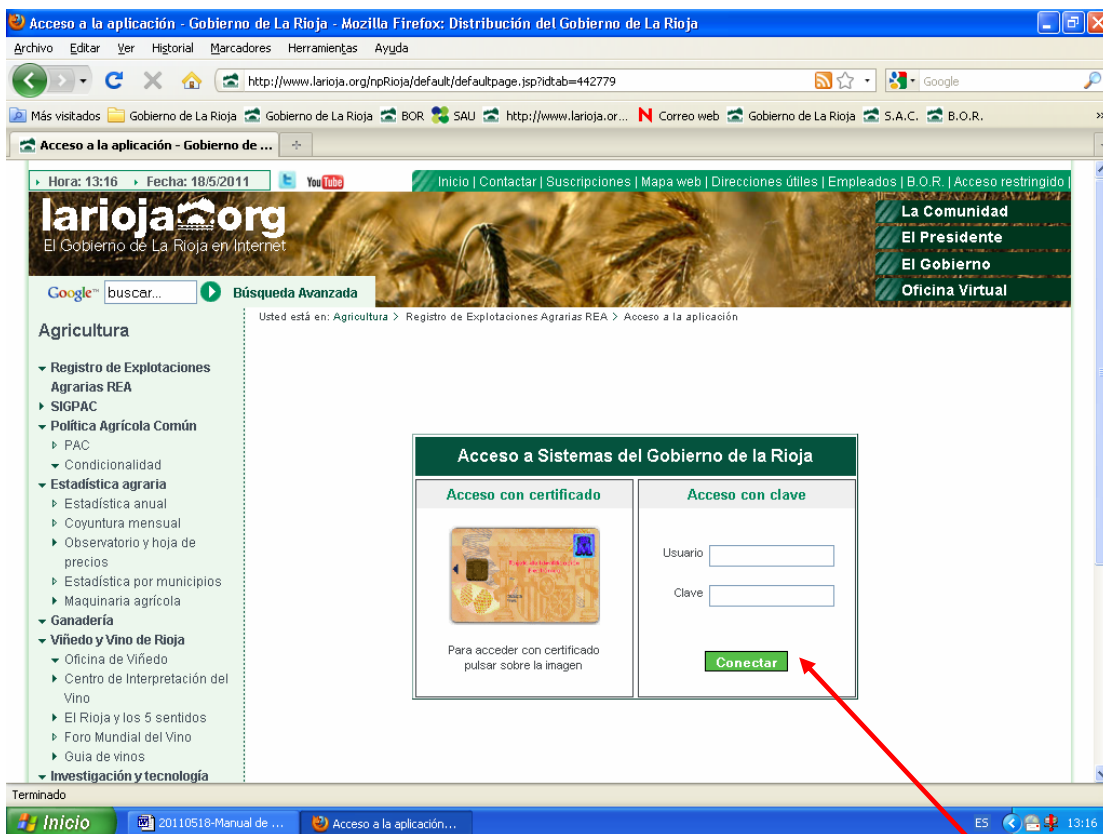 Acceso a la aplicación - Gobierno de La Rioja - Mozilla Firefox: Distribución del Gobierno de La Rioja
Archivo Editar Ver Historial Marcadores Herramientas Ayuda
http://www.larioja.org/npRioja/default/defaultpage.jsp?idtab=442779
Google
Más visitados Gobierno de La Rioja Gobierno de La Rioja BOR SAU http://www.larioja.or... Correo web Gobierno de La Rioja S.A.C. B.O.R.
Acceso a la aplicación - Gobierno de ...
Hora: 13:16 Fecha: 18/5/2011 You Tube Inicio | Contactar | Suscripciones | Mapa web | Direcciones útiles | Empleados | B.O.R. | Acceso restringido |
larioja.org
El Gobierno de La Rioja en Internet
La Comunidad
El Presidente
El Gobierno
Oficina Virtual
Google™ buscar... Búsqueda Avanzada
Usted está en: Agricultura > Registro de Explotaciones Agrarias REA > Acceso a la aplicación
Agricultura
Registro de Explotaciones
Agrarias REA
SIGPAC
Política Agrícola Común
PAC
Condicionalidad
Estadística agraria
Estadística anual
Coyuntura mensual
Observatorio y hoja de
precios
Estadística por municipios
Maquinaria agrícola
Ganadería
Viñedo y Vino de Rioja
Oficina de Viñedo
Centro de Interpretación del
Vino
El Rioja y los 5 sentidos
Foro Mundial del Vino
Guia de vinos
Investigación y tecnología
Acceso a Sistemas del Gobierno de la Rioja
Acceso con certificado
Para acceder con certificado
pulsar sobre la imagen
Acceso con clave
Usuario
Clave
Conectar
Terminado
Inicio 20110518-Manual de ... Acceso a la aplicación... ES 13:16